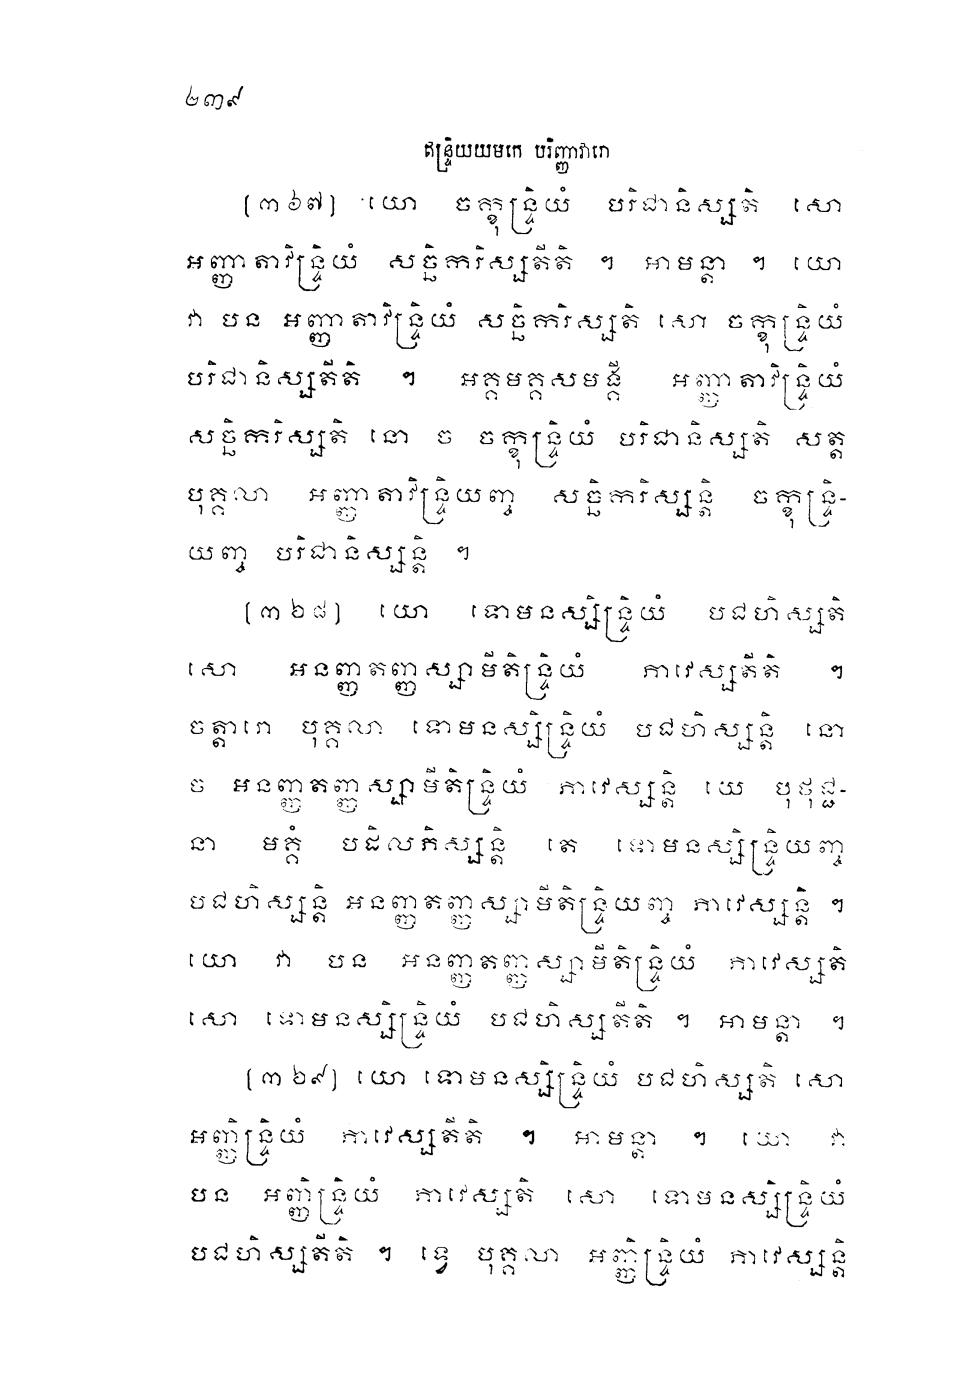 ២៣៩
ឥន្ទ្រិយយមកេ បរិញ្ញាវារោ
[៣៦៧] យោ ចក្ខុន្ទ្រិយំ បរិជានិស្សតិ សោ
អញ្ញាតាវិន្ទ្រិយំ សច្ឆិករិស្សតីតិ ។ អាមន្តា ។ យោ
វា បន អញ្ញាតាវិន្ទ្រិយំ សច្ឆិករិស្សតិ សោ ចក្ខុន្ទ្រិយំ
បរិជានិស្សតីតិ ។ អគ្គមគ្គសមង្គី អញ្ញាតាវិន្ទ្រិយំ
សច្ឆិករិស្សតិ នោ ច ចក្ខុន្ទ្រិយំ បរិជានិស្សតិ សត្ត
បុគ្គលា អញ្ញាតាវិន្ទ្រិយញ្ច សច្ឆិករិស្សន្តិ ចក្ខុន្ទ្រិ-
យញ្ច បរិជានិស្សន្តិ ។
[៣៦៨] យោ ទោមនស្សិន្ទ្រិយំ បជហិស្សតិ
សោ អនញ្ញតញ្ញស្សាមីតិន្ទ្រិយំ ភាវេស្សតីតិ ។
ចត្តារោ បុគ្គលា ទោមនស្សិន្ទ្រិយំ បជហិស្សន្តិ នោ
ច អនញ្ញតញ្ញស្សាមីតិន្ទ្រិយំ ភាវេស្សន្តិ យេ បុថុជ្ជ-
នា មគ្គំ បដិលភិស្សន្តិ តេ ទោមនស្សិន្ទ្រិយញ្ច
បជហិស្សន្តិ អនញ្ញតញ្ញស្សាមីតិន្ទ្រិយញ្ច ភាវេស្សន្តិ ។
យោ វា បន អនញ្ញតញ្ញស្សាមីតិន្ទ្រិយំ ភាវេស្សតិ
សោ ទោមនស្សិន្ទ្រិយំ បជហិស្សតីតិ ។ អាមន្តា ។
[៣៦៩] យោ ទោមនស្សិន្ទ្រិយំ បជហិស្សតិ សោ
អញ្ញិន្ទ្រិយំ ភាវេស្សតីតិ ។ អាមន្តា ។ យោ វា
បន អញ្ញិន្ទ្រិយំ ភាវេស្សតិ សោ ទោមនស្សិន្ទ្រិយំ
បជហិស្សតីតិ ។ ទ្វេ បុគ្គលា អញ្ញិន្ទ្រិយំ ភាវេស្សន្តិ